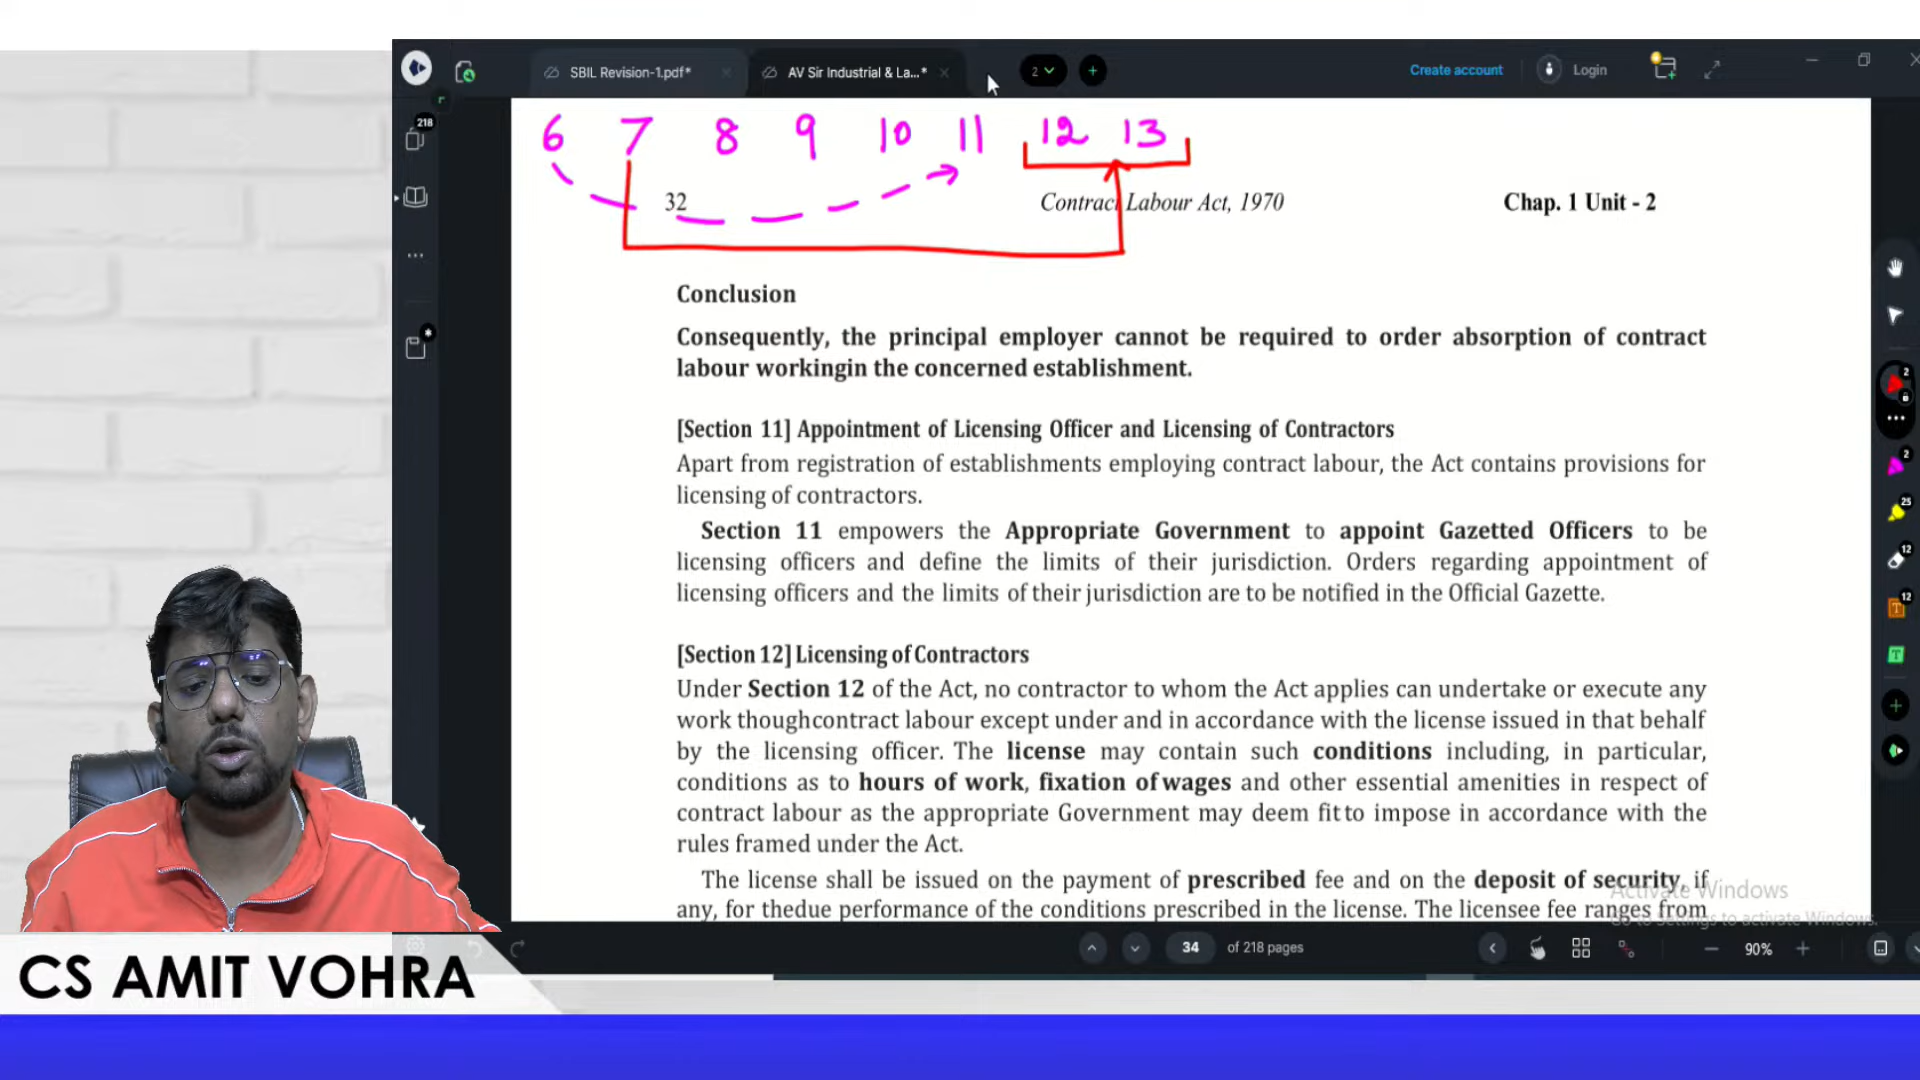 SBIL Revision-1.pdf*
AV Sir Industrial & La...*
2
Create account
Login
218
6 7 8 9 10 11 12 13
32 Contract Labour Act, 1970 Chap. 1 Unit - 2
Conclusion
Consequently, the principal employer cannot be required to order absorption of contract
labour workingin the concerned establishment.
[Section 11] Appointment of Licensing Officer and Licensing of Contractors
Apart from registration of establishments employing contract labour, the Act contains provisions for
licensing of contractors.
Section 11 empowers the Appropriate Government to appoint Gazetted Officers to be
licensing officers and define the limits of their jurisdiction. Orders regarding appointment of
licensing officers and the limits of their jurisdiction are to be notified in the Official Gazette.
[Section 12] Licensing of Contractors
Under Section 12 of the Act, no contractor to whom the Act applies can undertake or execute any
work thoughcontract labour except under and in accordance with the license issued in that behalf
by the licensing officer. The license may contain such conditions including, in particular,
conditions as to hours of work, fixation of wages and other essential amenities in respect of
contract labour as the appropriate Government may deem fit to impose in accordance with the
rules framed under the Act.
The license shall be issued on the payment of prescribed fee and on the deposit of security, if
any, for thedue performance of the conditions prescribed in the license. The licensee fee ranges from
Activate Windows
Go to Settings to activate Windows.
2
2
25
12
T
12
T
34 of 218 pages
90%
CS AMIT VOHRA